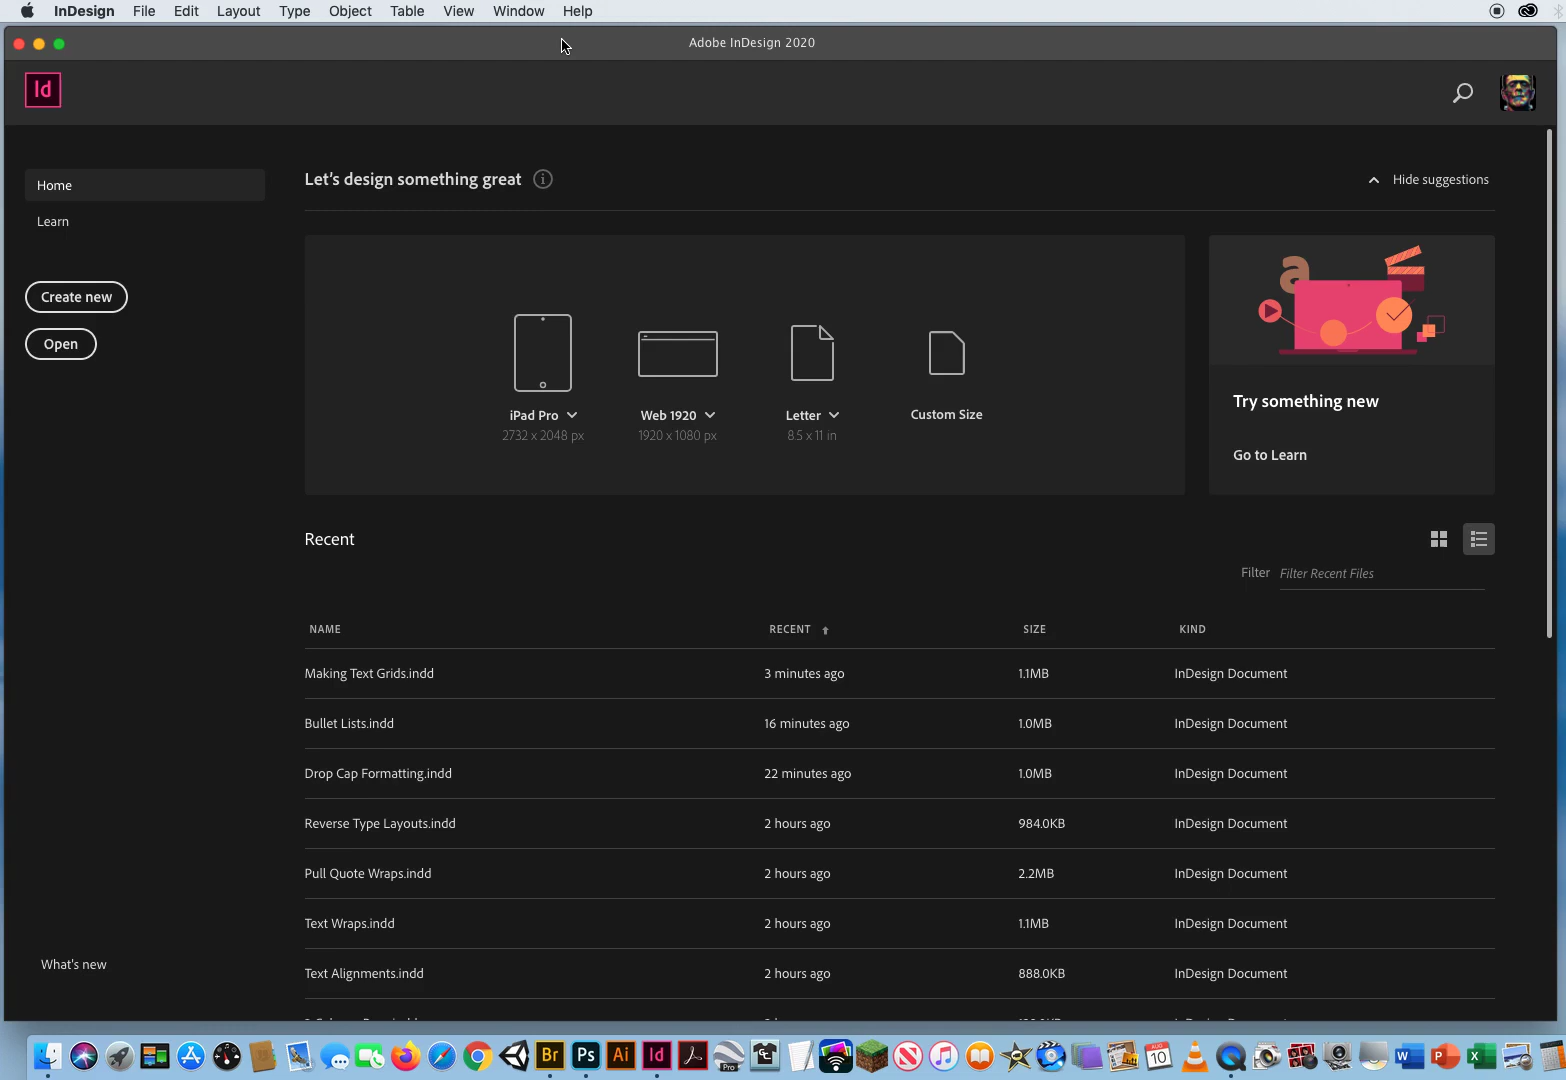 InDesign File Edit Layout Type Object Table View Window Help
Adobe InDesign 2020
Id
Home
Learn
Create new
Open
What's new
Let's design something great
Hide suggestions
iPad Pro
2732 x 2048 px
Web 1920
1920 x 1080 px
Letter
8.5 x 11 in
Custom Size
a
Try something new
Go to Learn
Recent
Filter Filter Recent Files
NAME RECENT SIZE KIND
Making Text Grids.indd 3 minutes ago 1.1MB InDesign Document
Bullet Lists.indd 16 minutes ago 1.0MB InDesign Document
Drop Cap Formatting.indd 22 minutes ago 1.0MB InDesign Document
Reverse Type Layouts.indd 2 hours ago 984.0KB InDesign Document
Pull Quote Wraps.indd 2 hours ago 2.2MB InDesign Document
Text Wraps.indd 2 hours ago 1.1MB InDesign Document
Text Alignments.indd 2 hours ago 888.0KB InDesign Document
Br Ps Ai Id Pro AUG 10 W P X